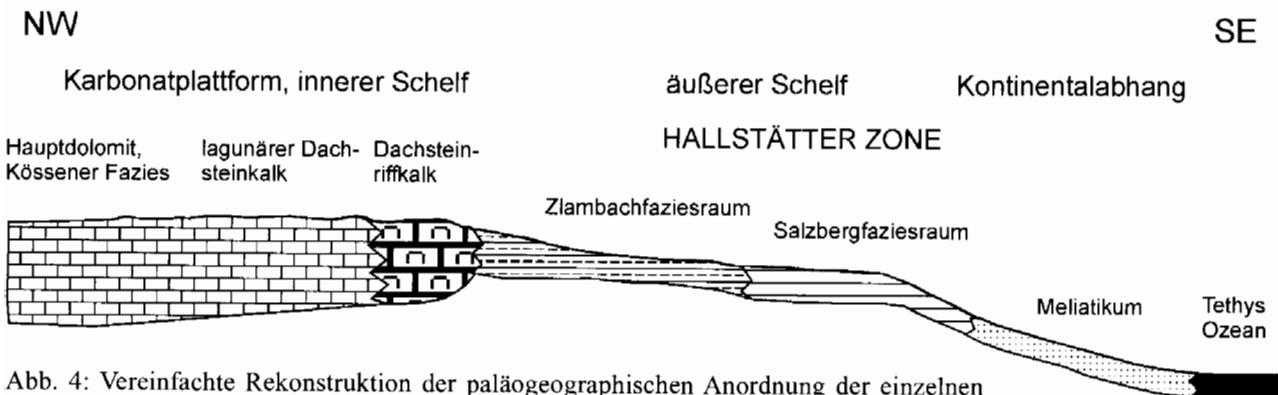 NW
SE
Karbonatplattform, innerer Schelf
äußerer Schelf
Kontinentalabhang
HALLSTÄTTER ZONE
Hauptdolomit,
Kössener Fazies
lagunärer Dach-
steinkalk
Dachstein-
riffkalk
Zlambachfaziesraum
Salzbergfaziesraum
Meliatikum
Tethys
Ozean
Abb. 4: Vereinfachte Rekonstruktion der paläogeographischen Anordnung der einzelnen